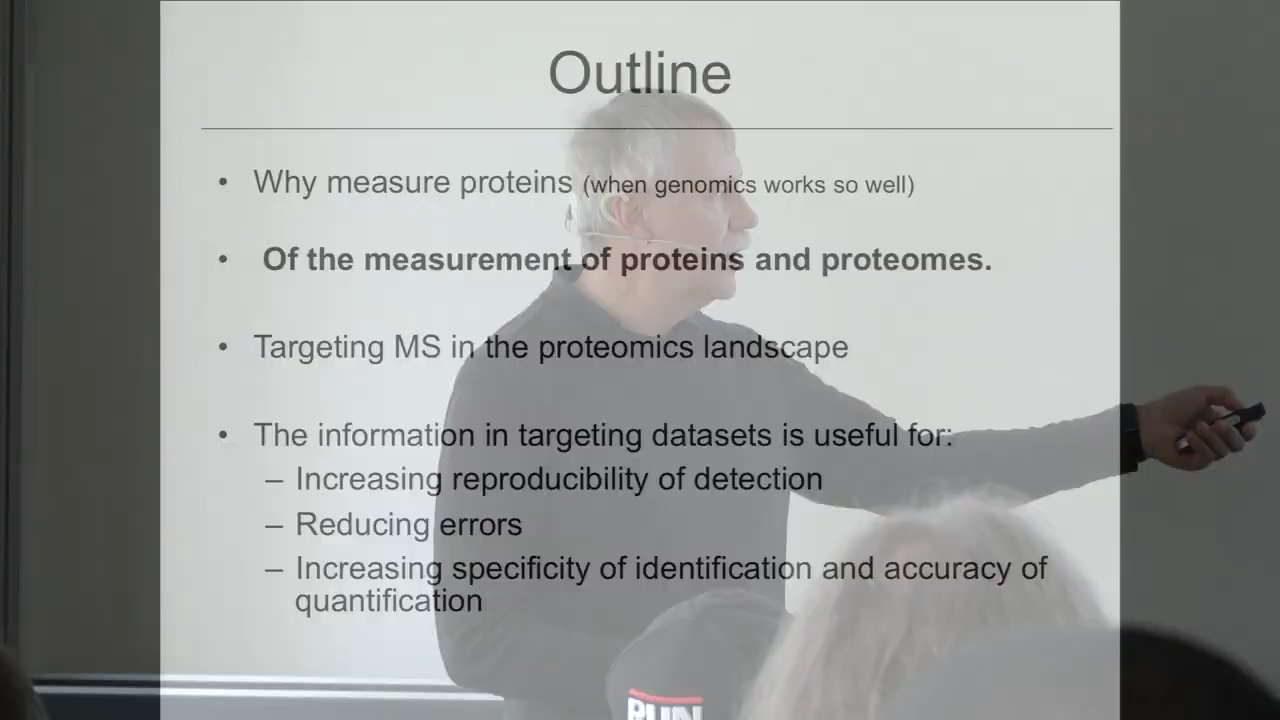 Outline
• Why measure proteins (when genomics works so well)
• Of the measurement of proteins and proteomes.
• Targeting MS in the proteomics landscape
• The information in targeting datasets is useful for:
– Increasing reproducibility of detection
– Reducing errors
– Increasing specificity of identification and accuracy of
quantification
RUN